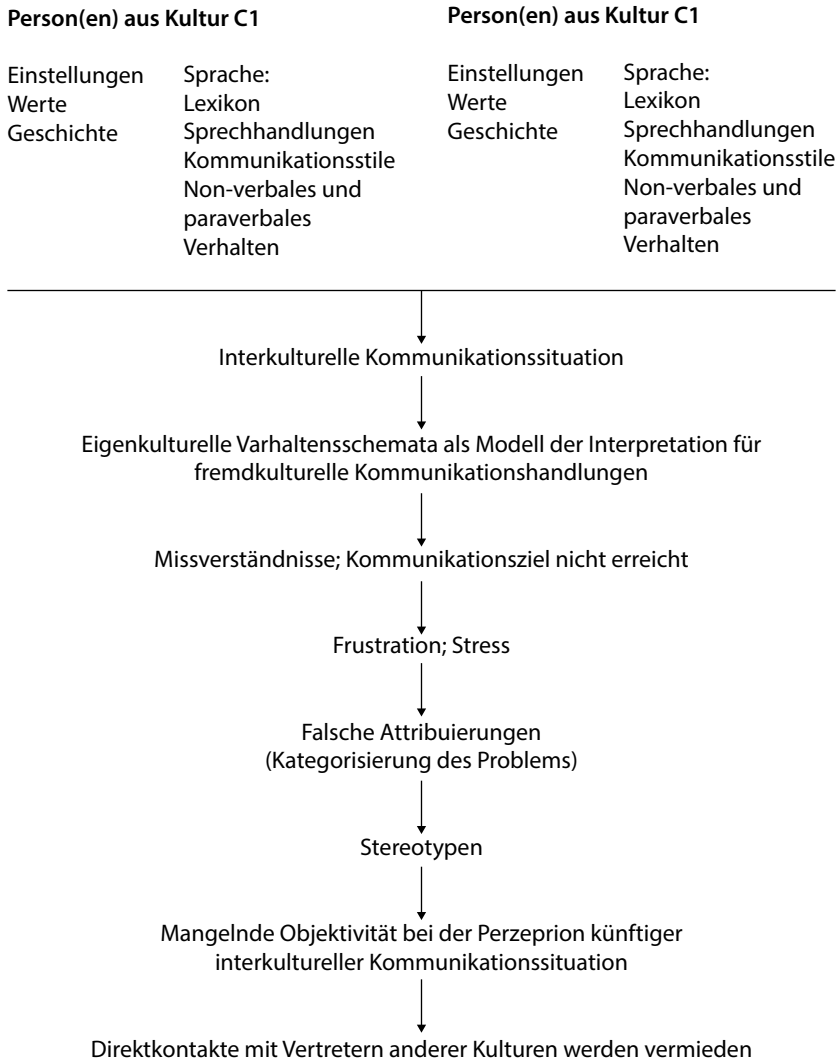 Person(en) aus Kultur C1
Einstellungen
Werte
Geschichte
Sprache:
Lexikon
Sprechhandlungen
Kommunikationsstile
Non-verbales und
paraverbales
Verhalten
Person(en) aus Kultur C1
Einstellungen
Werte
Geschichte
Sprache:
Lexikon
Sprechhandlungen
Kommunikationsstile
Non-verbales und
paraverbales
Verhalten
Interkulturelle Kommunikationssituation
Eigenkulturelle Varhaltensschemata als Modell der Interpretation für
fremdkulturelle Kommunikationshandlungen
Missverständnisse; Kommunikationsziel nicht erreicht
Frustration; Stress
Falsche Attribuierungen
(Kategorisierung des Problems)
Stereotypen
Mangelnde Objektivität bei der Perzeprion künftiger
interkultureller Kommunikationssituation
Direktkontakte mit Vertretern anderer Kulturen werden vermieden